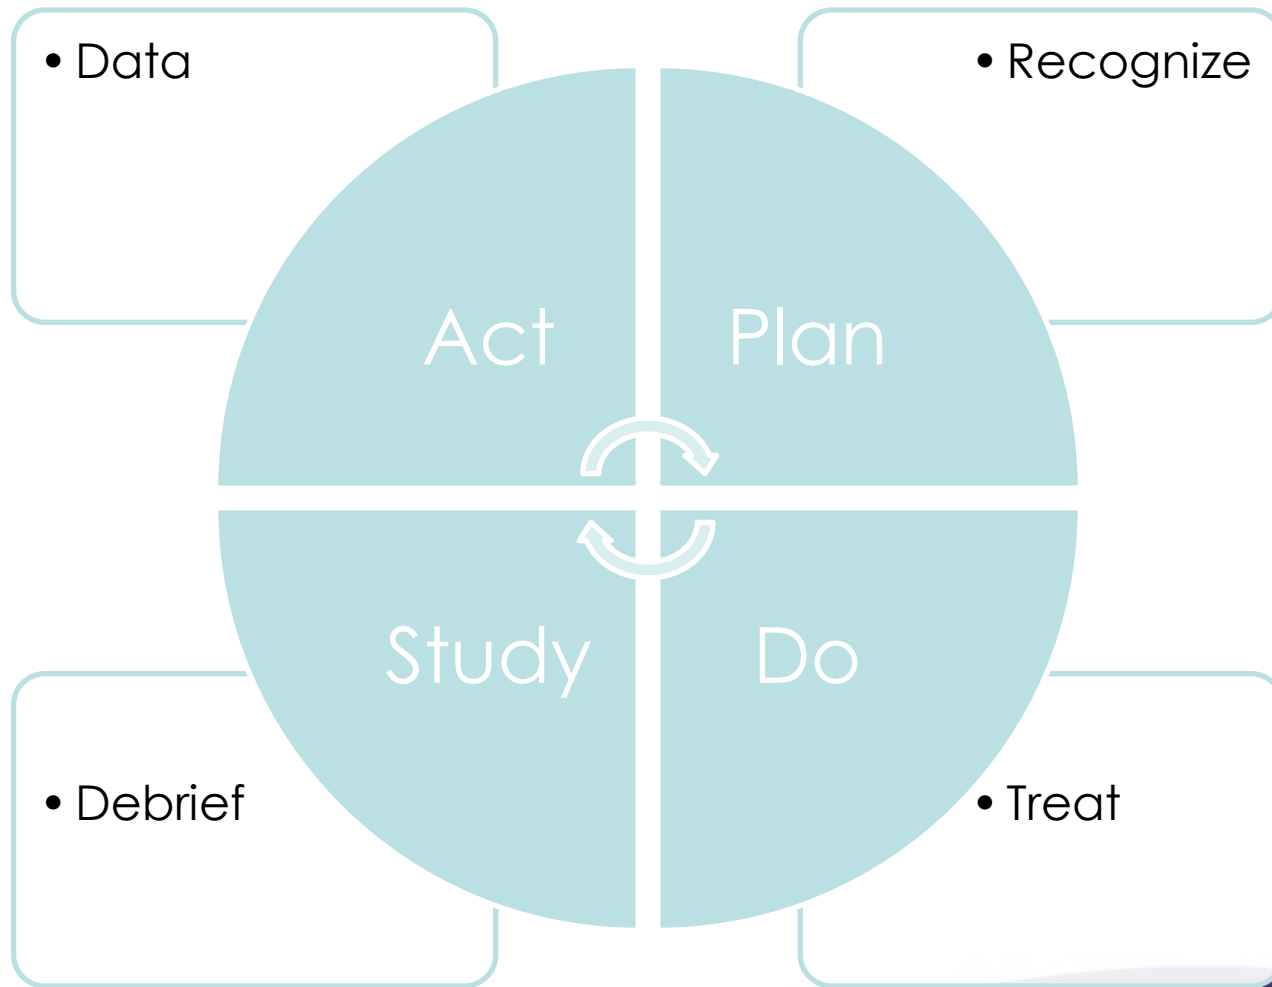 • Data
• Recognize
Act
Plan
Study
Do
• Debrief
• Treat